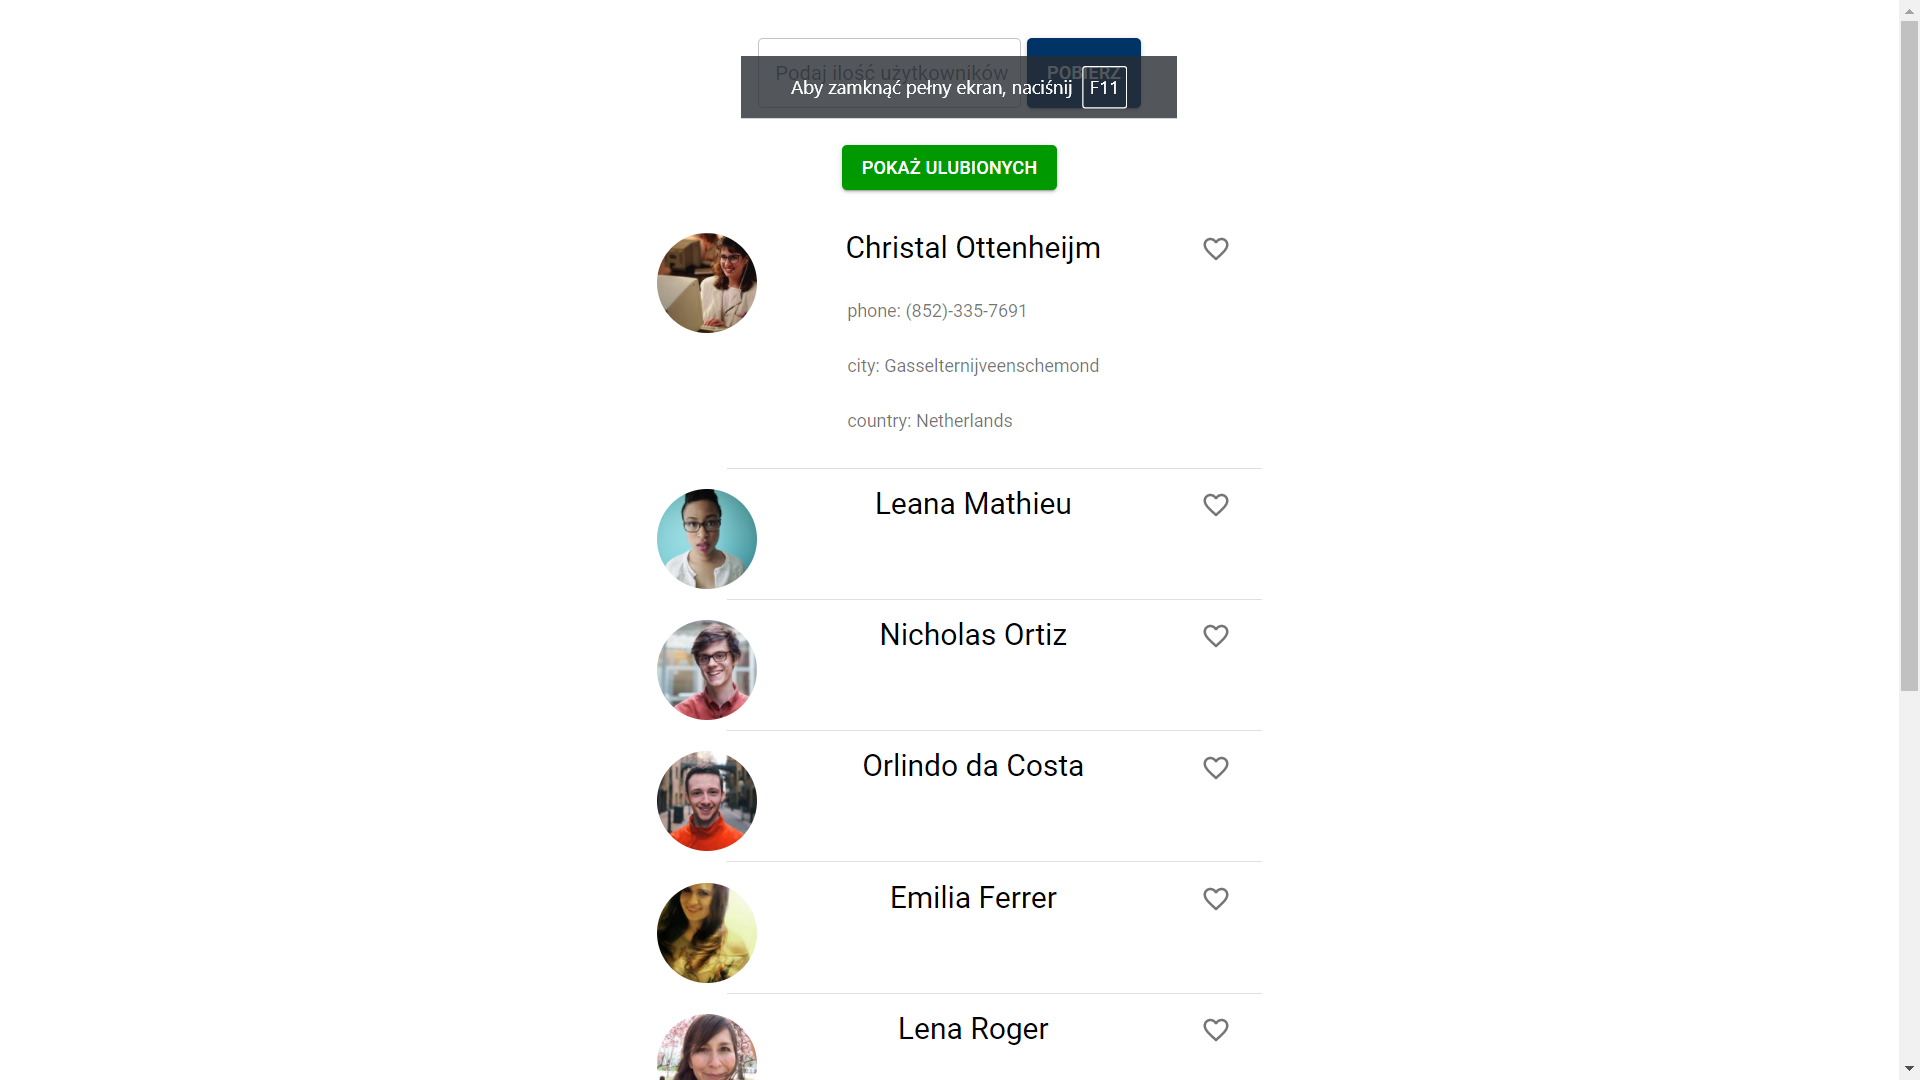 Podaj ilość użytkowników
POBIERZ
Aby zamknąć pełny ekran, naciśnij F11
POKAŻ ULUBIONYCH
Christal Ottenheijm
phone: (852)-335-7691
city: Gasselternijveenschemond
country: Netherlands
Leana Mathieu
Nicholas Ortiz
Orlindo da Costa
Emilia Ferrer
Lena Roger